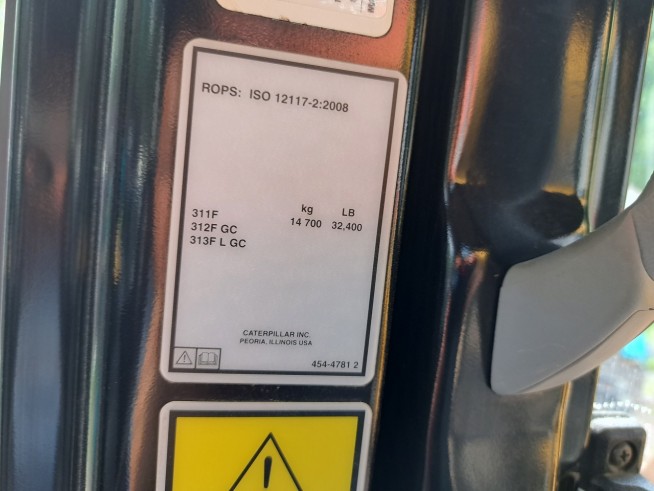 ROPS: ISO 12117-2:2008
kg LB
311F
312F GC 14 700 32,400
313F L GC
CATERPILLAR INC.
PEORIA, ILLINOIS USA
454-4781 2